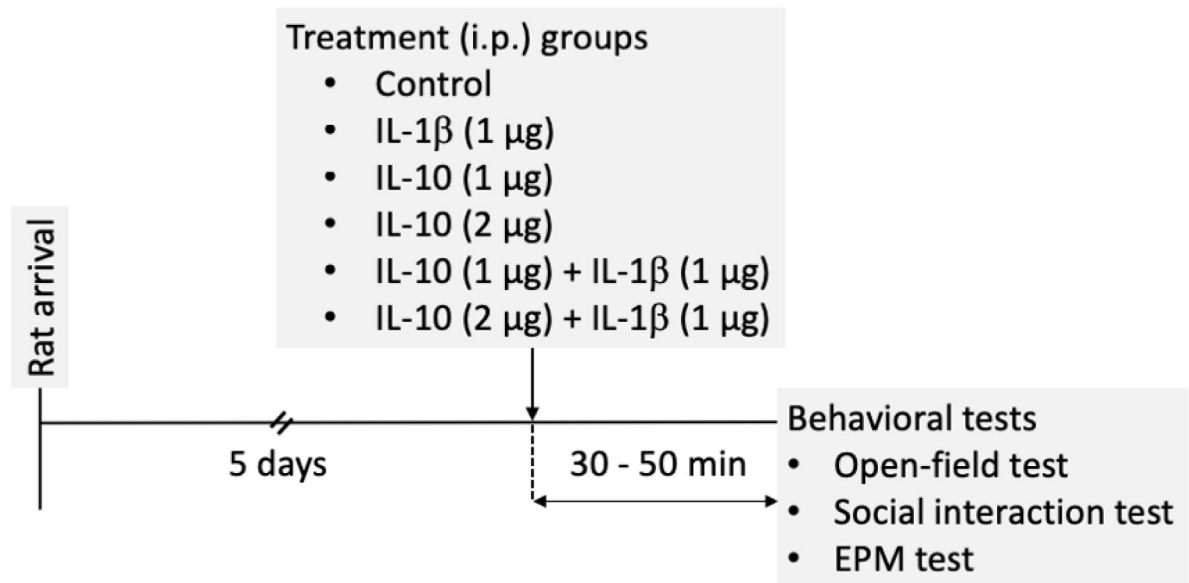 Treatment (i.p.) groups
• Control
• IL-1β (1 µg)
• IL-10 (1 µg)
• IL-10 (2 µg)
• IL-10 (1 µg) + IL-1β (1 µg)
• IL-10 (2 µg) + IL-1β (1 µg)
Rat arrival
5 days
30 - 50 min
Behavioral tests
• Open-field test
• Social interaction test
• EPM test